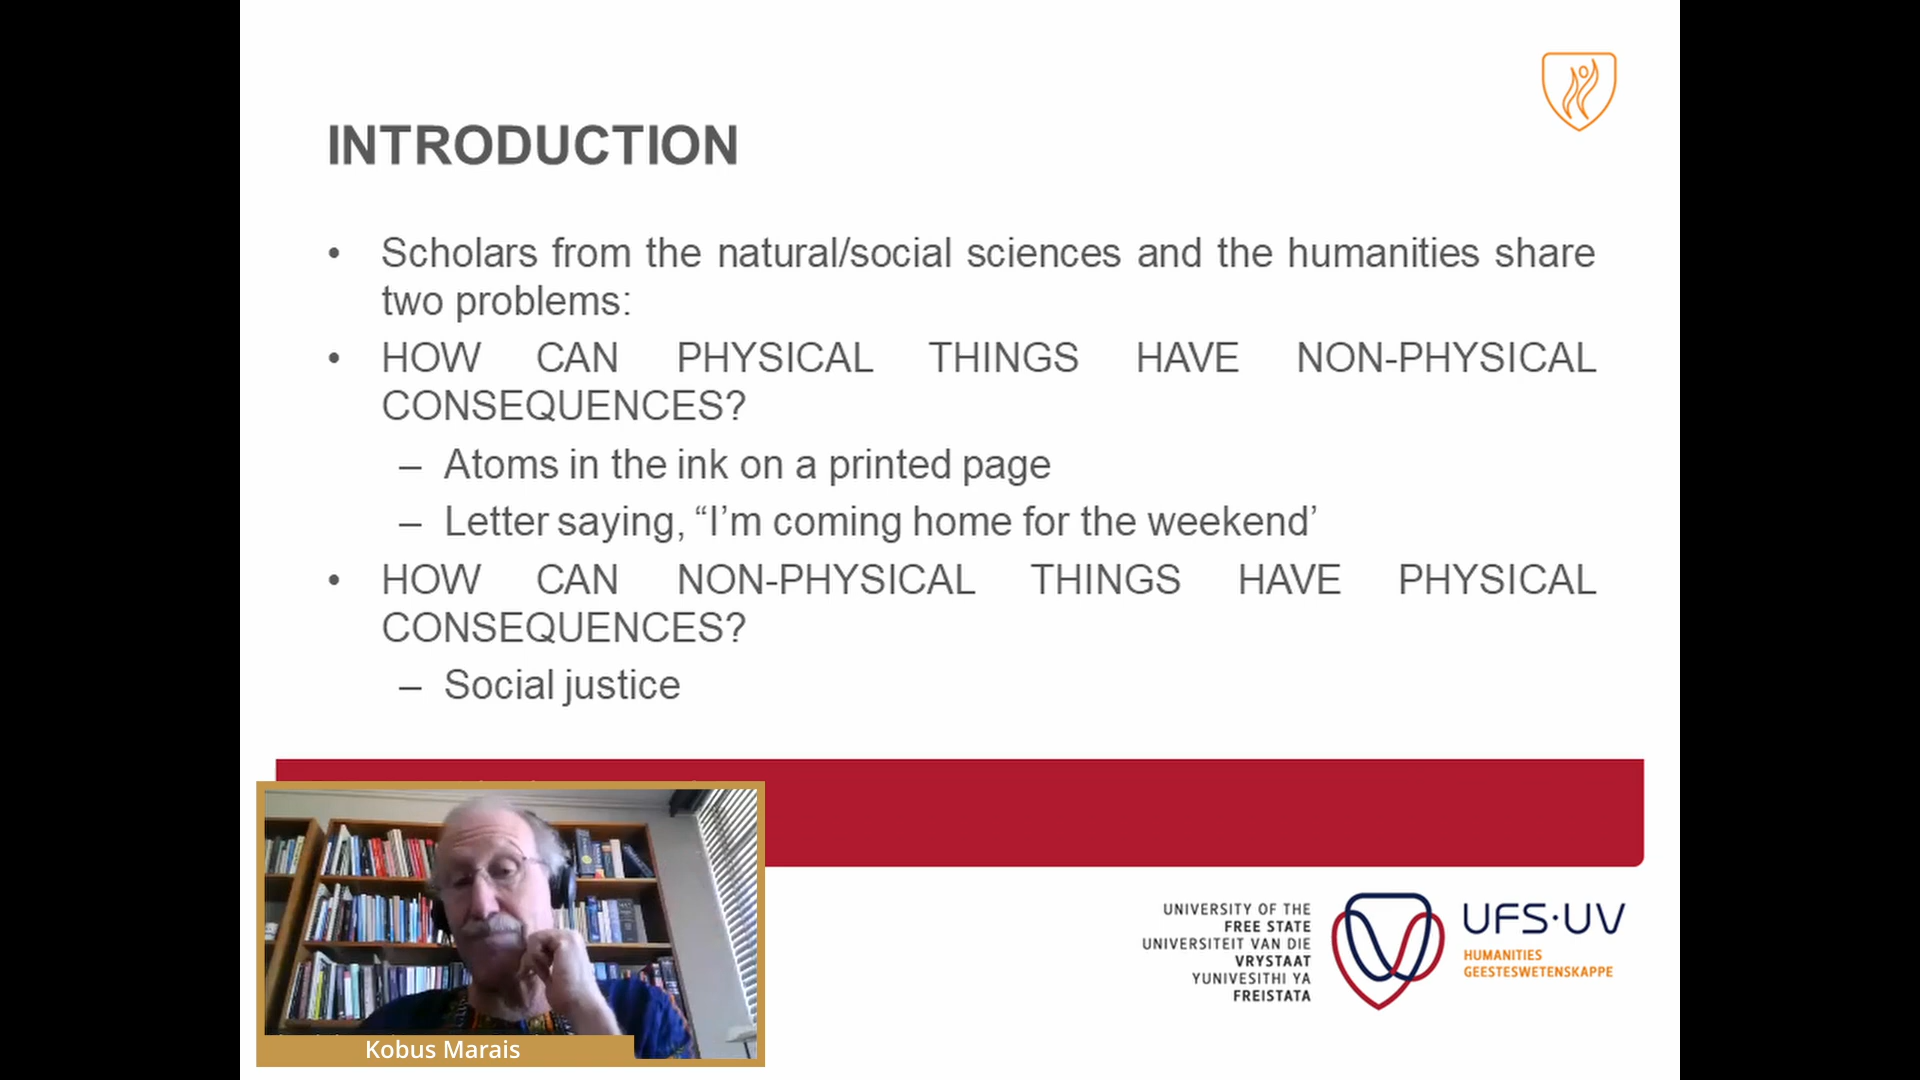 INTRODUCTION
• Scholars from the natural/social sciences and the humanities share
two problems:
• HOW CAN PHYSICAL THINGS HAVE NON-PHYSICAL
CONSEQUENCES?
– Atoms in the ink on a printed page
– Letter saying, “I’m coming home for the weekend’
• HOW CAN NON-PHYSICAL THINGS HAVE PHYSICAL
CONSEQUENCES?
– Social justice
Kobus Marais
UNIVERSITY OF THE
FREE STATE
UNIVERSITEIT VAN DIE
VRYSTAAT
YUNIVESITHI YA
FREISTATA
UFS·UV
HUMANITIES
GEESTESWETENSKAPPE